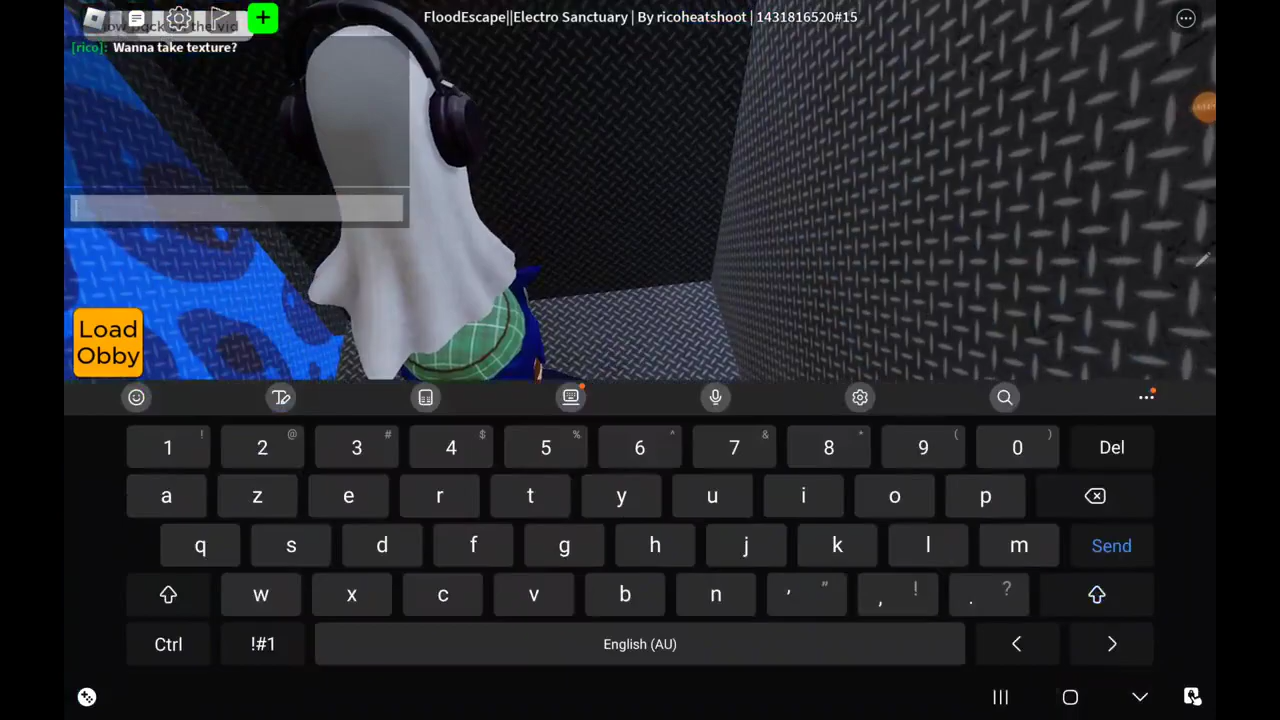 FloodEscape||Electro Sanctuary | By ricoheatshoot | 1431816520#15
[rico]: Wanna take texture?
Load
Obby
1 ! 2 @ 3 # 4 $ 5 % 6 ^ 7 & 8 * 9 ( 0 ) Del
a z e r t y u i o p
q s d f g h j k l m Send
w x c v b n ' " , ! . ?
Ctrl !#1 English (AU) < >